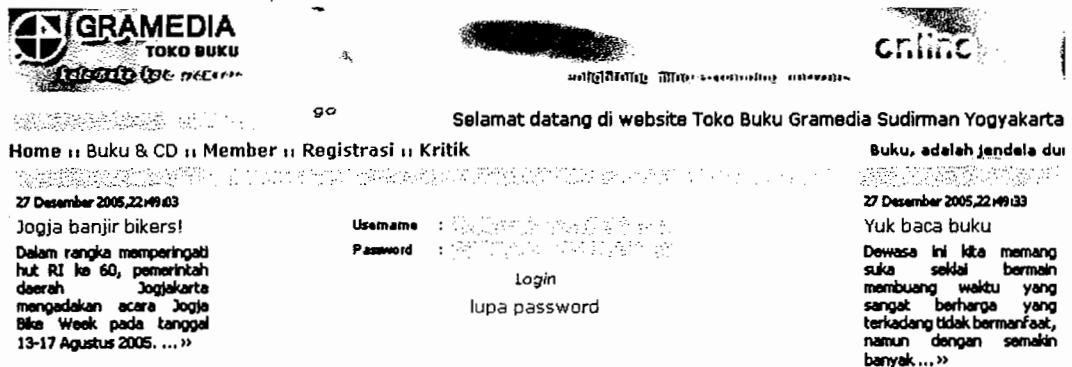 GRAMEDIA
TOKO BUKU
online
go
Selamat datang di website Toko Buku Gramedia Sudirman Yogyakarta
Home :: Buku & CD :: Member :: Registrasi :: Kritik
Buku, adalah jendela
27 Desember 2005,22:49:03
Jogja banjir bikers!
Dalam rangka memperingati
hut RI ke 60, pemerintah
daerah Jogjakarta
mengadakan acara Jogja
Bike Week pada tanggal
13-17 Agustus 2005. ... »
Username :
Password :
Login
lupa password
27 Desember 2005,22:49:33
Yuk baca buku
Dewasa ini kita memang
suka seklai bermain
membuang waktu yang
sangat berharga yang
terkadang tidak bermanfaat,
namun dengan semakin
banyak ... »